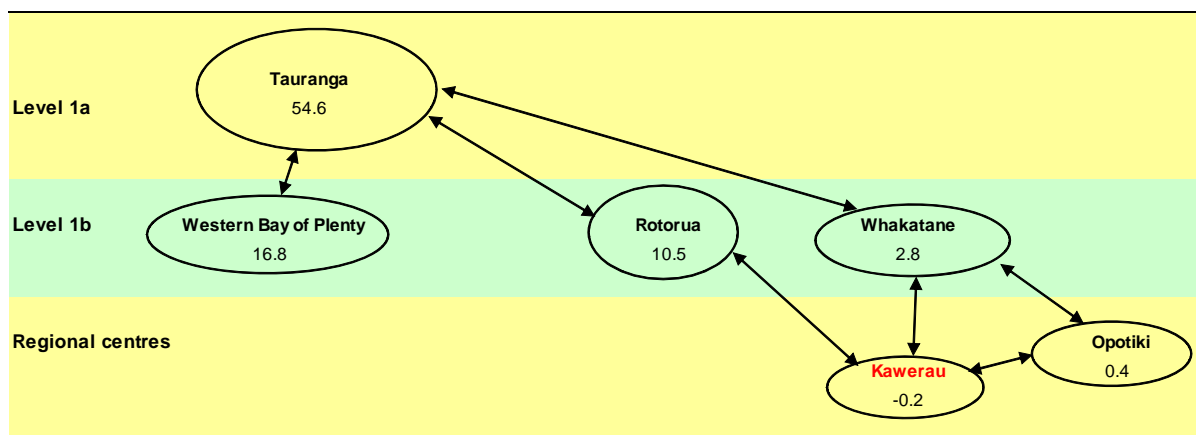 Tauranga
54.6
Level 1a
Level 1b
Western Bay of Plenty
16.8
Rotorua
10.5
Whakatane
2.8
Regional centres
Opotiki
0.4
Kawerau
-0.2